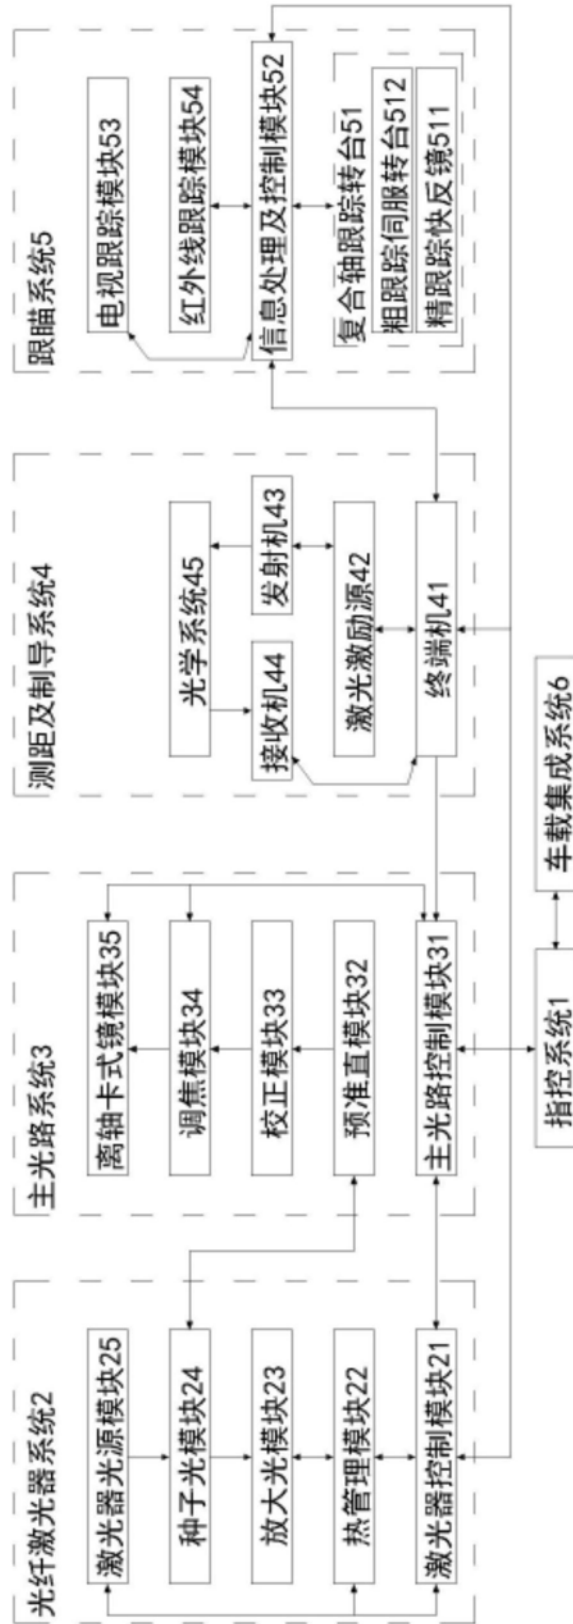 光纤激光器系统2
激光器光源模块25
种子光模块24
放大光模块23
热管理模块22
激光器控制模块21
主光路系统3
离轴卡式镜模块35
调焦模块34
校正模块33
预准直模块32
主光路控制模块31
测距及制导系统4
光学系统45
接收机44
发射机43
激光激励源42
终端机41
跟瞄系统5
电视跟踪模块53
红外线跟踪模块54
信息处理及控制模块52
复合轴跟踪转台51
粗跟踪伺服转台512
精跟踪快反镜511
指控系统1
车载集成系统6